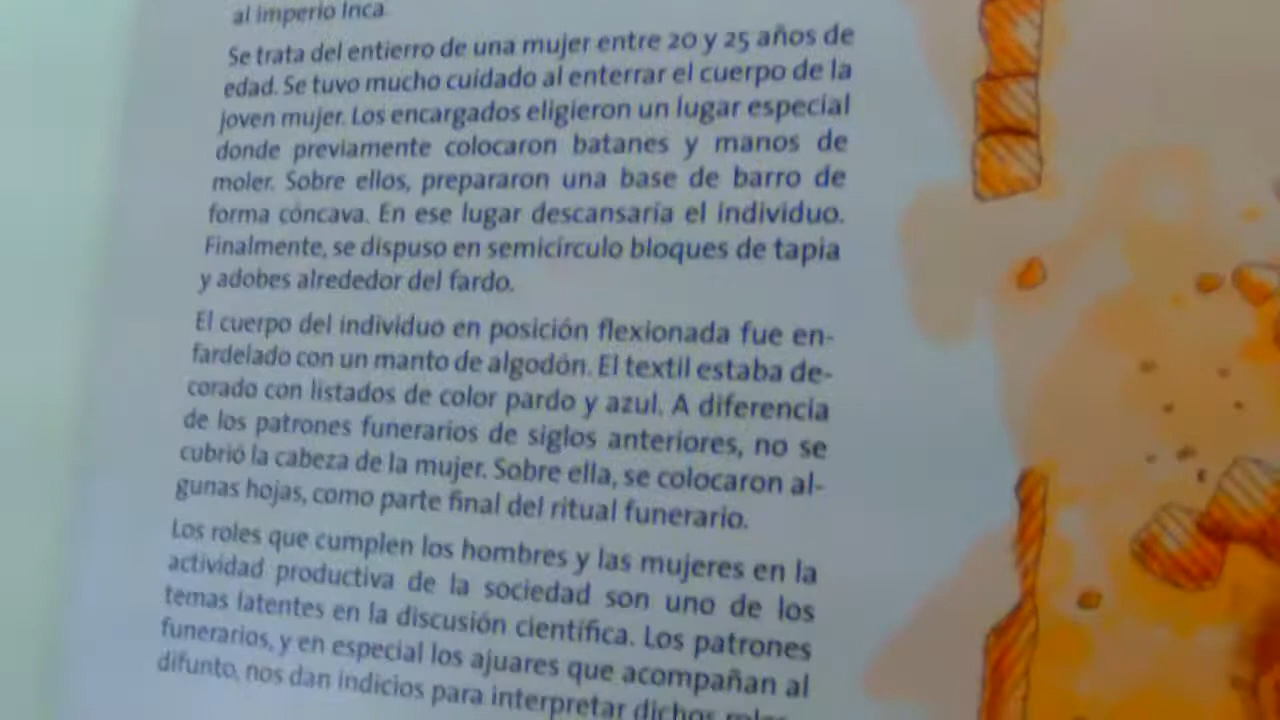 al imperio Inca
Se trata del entierro de una mujer entre 20 y 25 años de
edad. Se tuvo mucho cuidado al enterrar el cuerpo de la
joven mujer. Los encargados eligieron un lugar especial
donde previamente colocaron batanes y manos de
moler. Sobre ellos, prepararon una base de barro de
forma cóncava. En ese lugar descansaría el individuo.
Finalmente, se dispuso en semicírculo bloques de tapia
y adobes alrededor del fardo.
El cuerpo del individuo en posición flexionada fue en-
fardelado con un manto de algodón. El textil estaba de-
corado con listados de color pardo y azul. A diferencia
de los patrones funerarios de siglos anteriores, no se
cubrió la cabeza de la mujer. Sobre ella, se colocaron al-
gunas hojas, como parte final del ritual funerario.
Los roles que cumplen los hombres y las mujeres en la
actividad productiva de la sociedad son uno de los
temas latentes en la discusión científica. Los patrones
funerarios, y en especial los ajuares que acompañan al
difunto, nos dan indicios para interpretar dichos roles